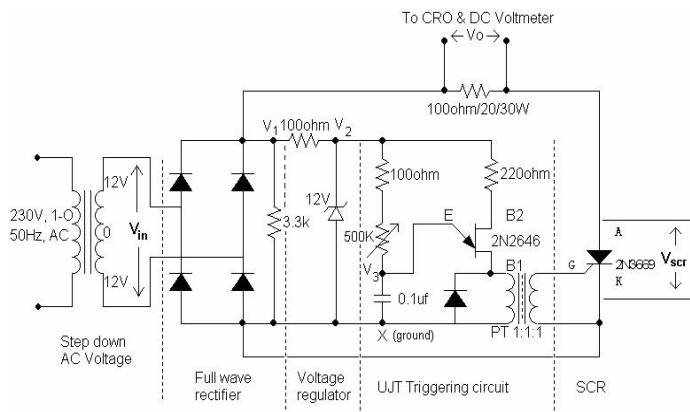 To CRO & DC Voltmeter
Vo
100ohm/20/30W
V1
100ohm
V2
12V
230V, 1-O
50Hz, AC
0
Vin
12V
3.3k
12V
100ohm
500K
V3
0.1uf
X (ground)
220ohm
E
B2
2N2646
B1
PT 1:1:1
G
A
2N3669
K
Vscr
Step down
AC Voltage
Full wave
rectifier
Voltage
regulator
UJT Triggering circuit
SCR